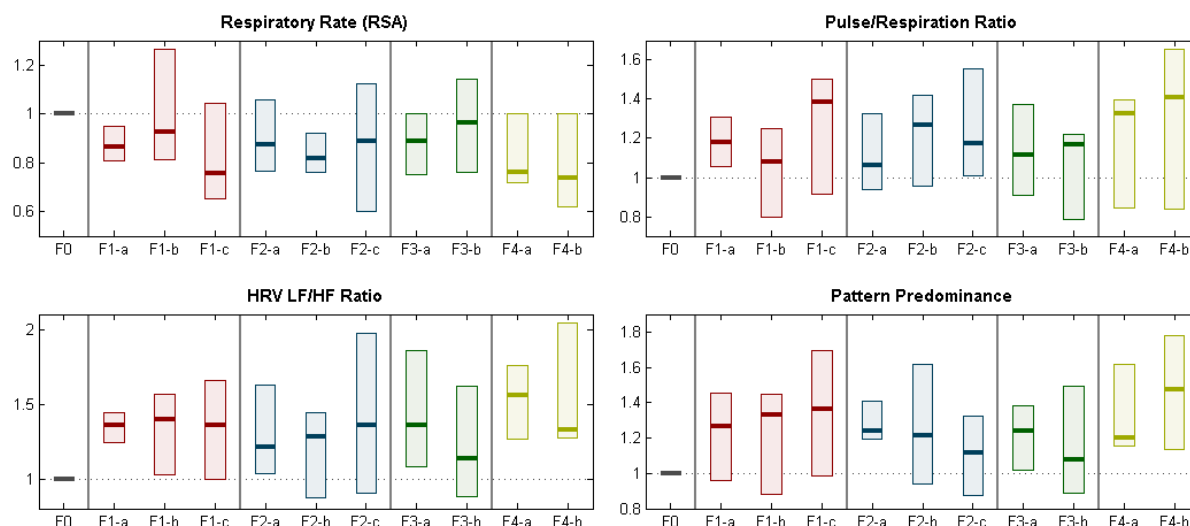 Respiratory Rate (RSA)
1.2
1
0.8
0.6
F0 F1-a F1-b F1-c F2-a F2-b F2-c F3-a F3-b F4-a F4-b
Pulse/Respiration Ratio
1.6
1.4
1.2
1
0.8
F0 F1-a F1-b F1-c F2-a F2-b F2-c F3-a F3-b F4-a F4-b
HRV LF/HF Ratio
2
1.5
1
F0 F1-a F1-b F1-c F2-a F2-b F2-c F3-a F3-b F4-a F4-b
Pattern Predominance
1.8
1.6
1.4
1.2
1
0.8
F0 F1-a F1-b F1-c F2-a F2-b F2-c F3-a F3-b F4-a F4-b